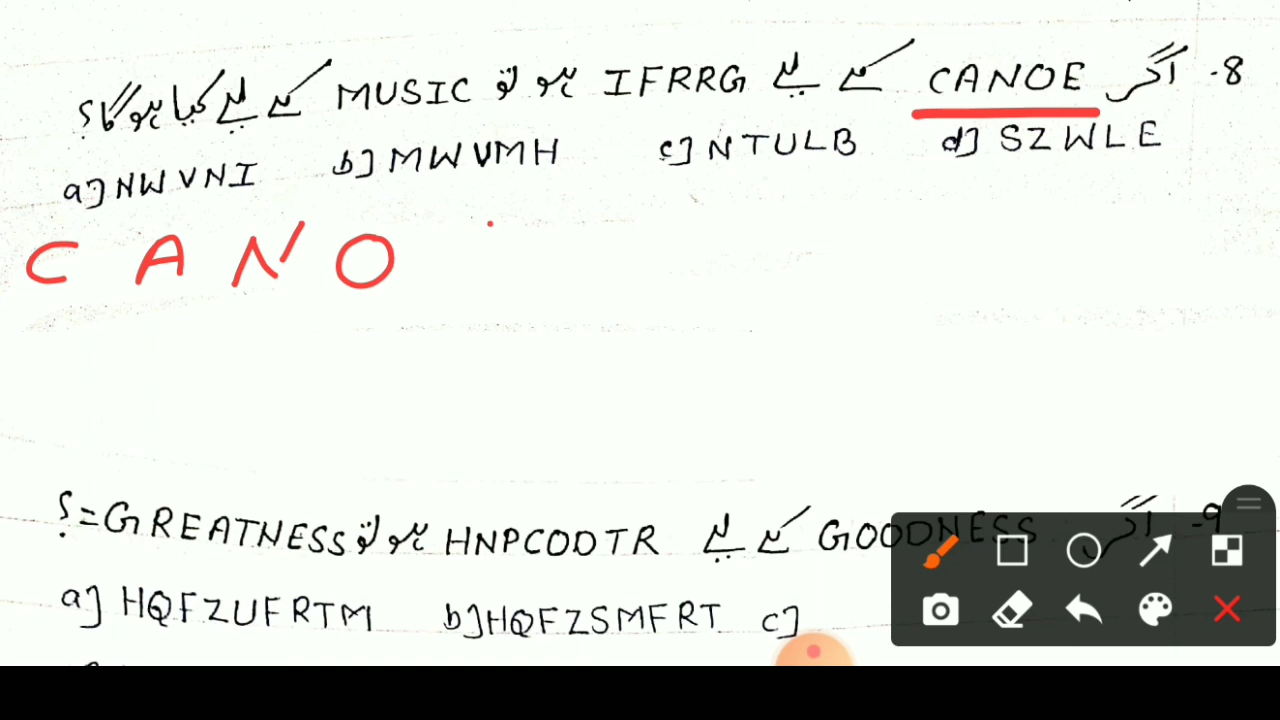 8- اگر CANOE کے لیے IFRRG ہو تو MUSIC کے لیے کیا ہوگا؟
a] NWVNI b] MWVMH c] NTULB d] SZWLE
C A N O
9- اگر GOODNESS کے لیے HNPCODTR ہو تو GREATNESS=؟
a] HQFZUFRTM b] HQFZSMFRT c]